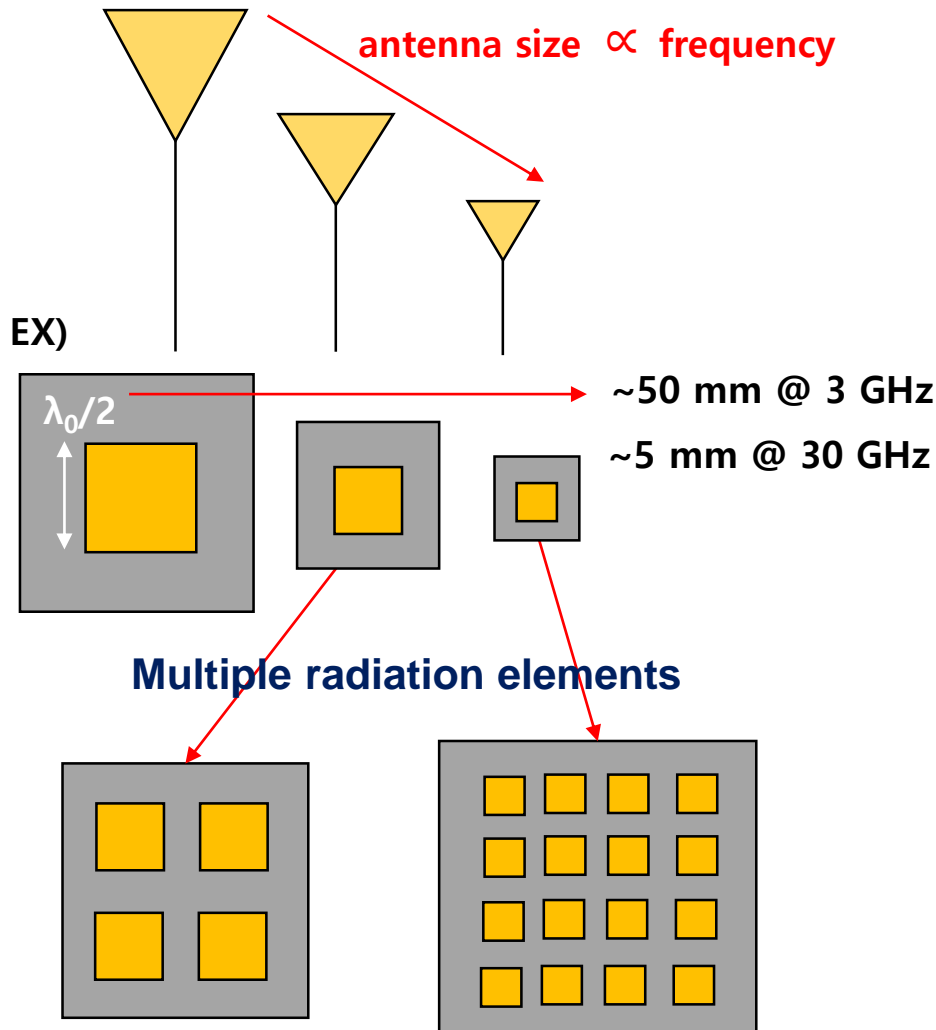 antenna size ∝ frequency
EX)
λ₀/2
~50 mm @ 3 GHz
~5 mm @ 30 GHz
Multiple radiation elements